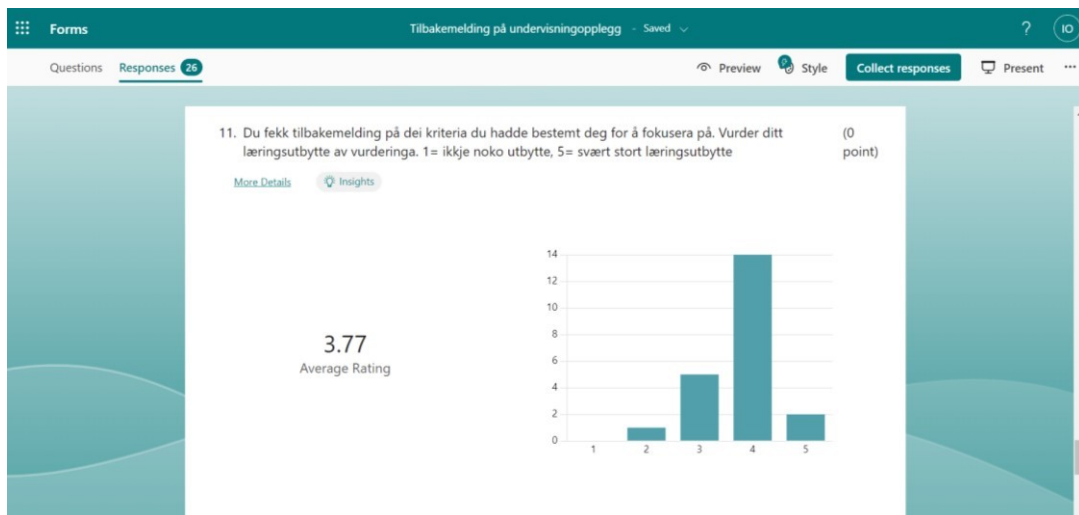 Forms
Tilbakemelding på undervisningopplegg - Saved
?
IO
Questions
Responses 26
Preview
Style
Collect responses
Present
...
11. Du fekk tilbakemelding på dei kriteria du hadde bestemt deg for å fokusera på. Vurder ditt
læringsutbytte av vurderinga. 1= ikkje noko utbytte, 5= svært stort læringsutbytte
(0
point)
More Details
Insights
3.77
Average Rating
14
12
10
8
6
4
2
0
1 2 3 4 5